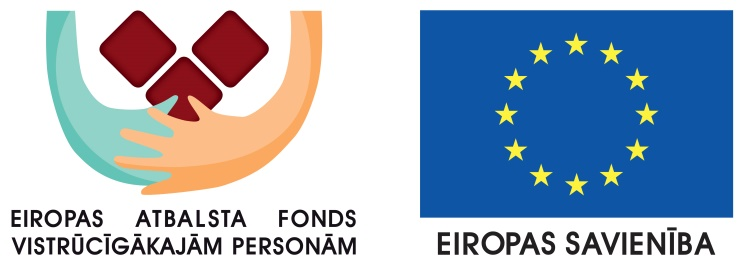 EIROPAS ATBALSTA FONDS
VISTRŪCĪGĀKAJĀM PERSONĀM
EIROPAS SAVIENĪBA